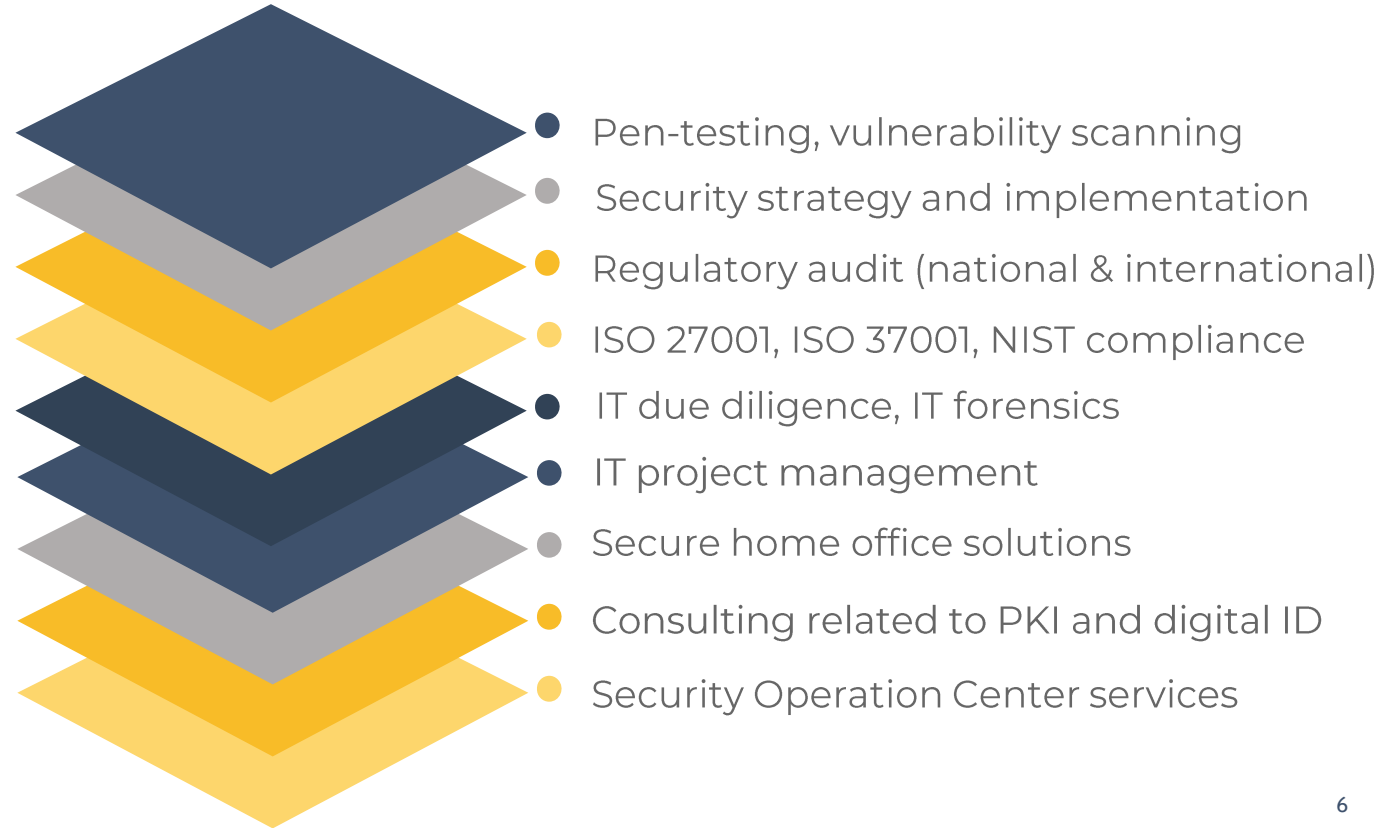 Pen-testing, vulnerability scanning
Security strategy and implementation
Regulatory audit (national & international)
ISO 27001, ISO 37001, NIST compliance
IT due diligence, IT forensics
IT project management
Secure home office solutions
Consulting related to PKI and digital ID
Security Operation Center services
6